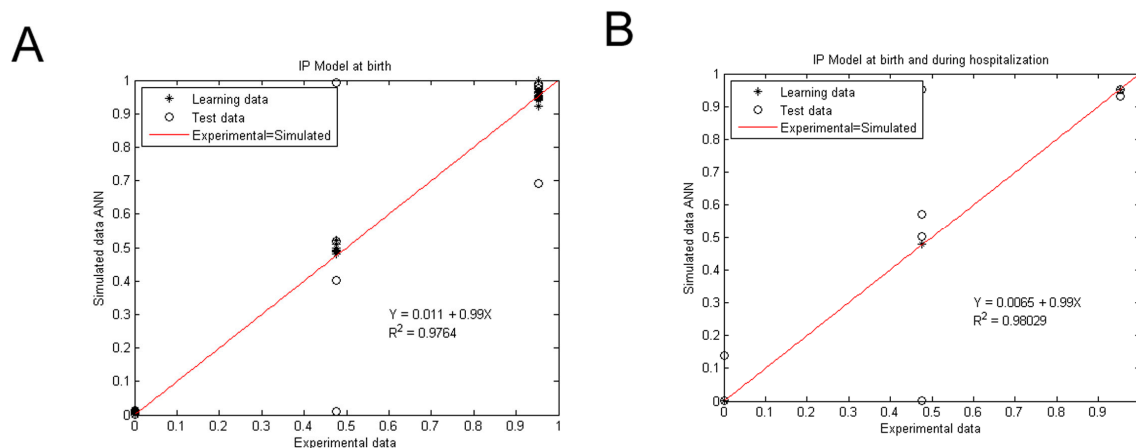 A
IP Model at birth
1
0.9
0.8
0.7
0.6
0.5
0.4
0.3
0.2
0.1
0
Simulated data ANN
Learning data
Test data
Experimental=Simulated
Y = 0.011 + 0.99X
R² = 0.9764
0 0.1 0.2 0.3 0.4 0.5 0.6 0.7 0.8 0.9 1
Experimental data
B
IP Model at birth and during hospitalization
1
0.9
0.8
0.7
0.6
0.5
0.4
0.3
0.2
0.1
0
Simulated data ANN
Learning data
Test data
Experimental=Simulated
Y = 0.0065 + 0.99X
R² = 0.98029
0 0.1 0.2 0.3 0.4 0.5 0.6 0.7 0.8 0.9
Experimental data